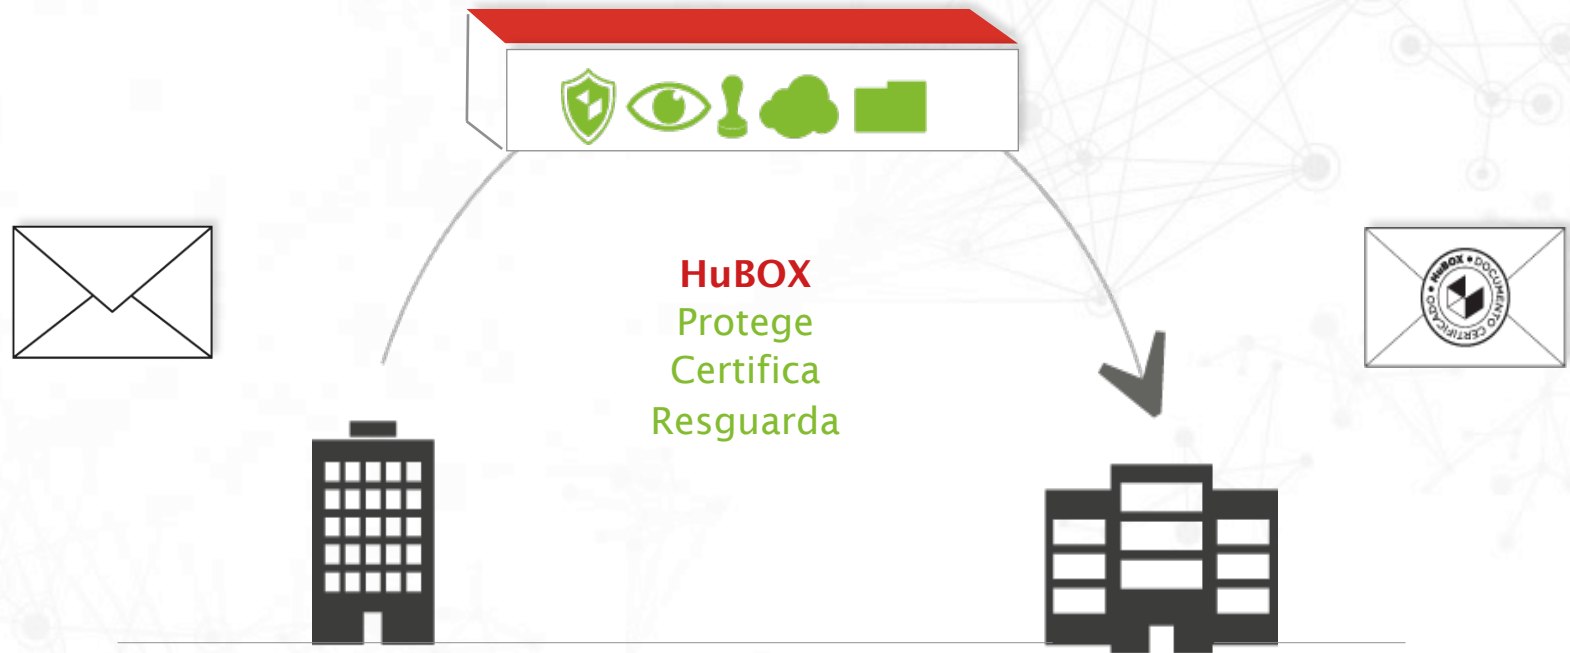 HuBOX
Protege
Certifica
Resguarda
HuBOX • DOCUMENTO CERTIFICADO •